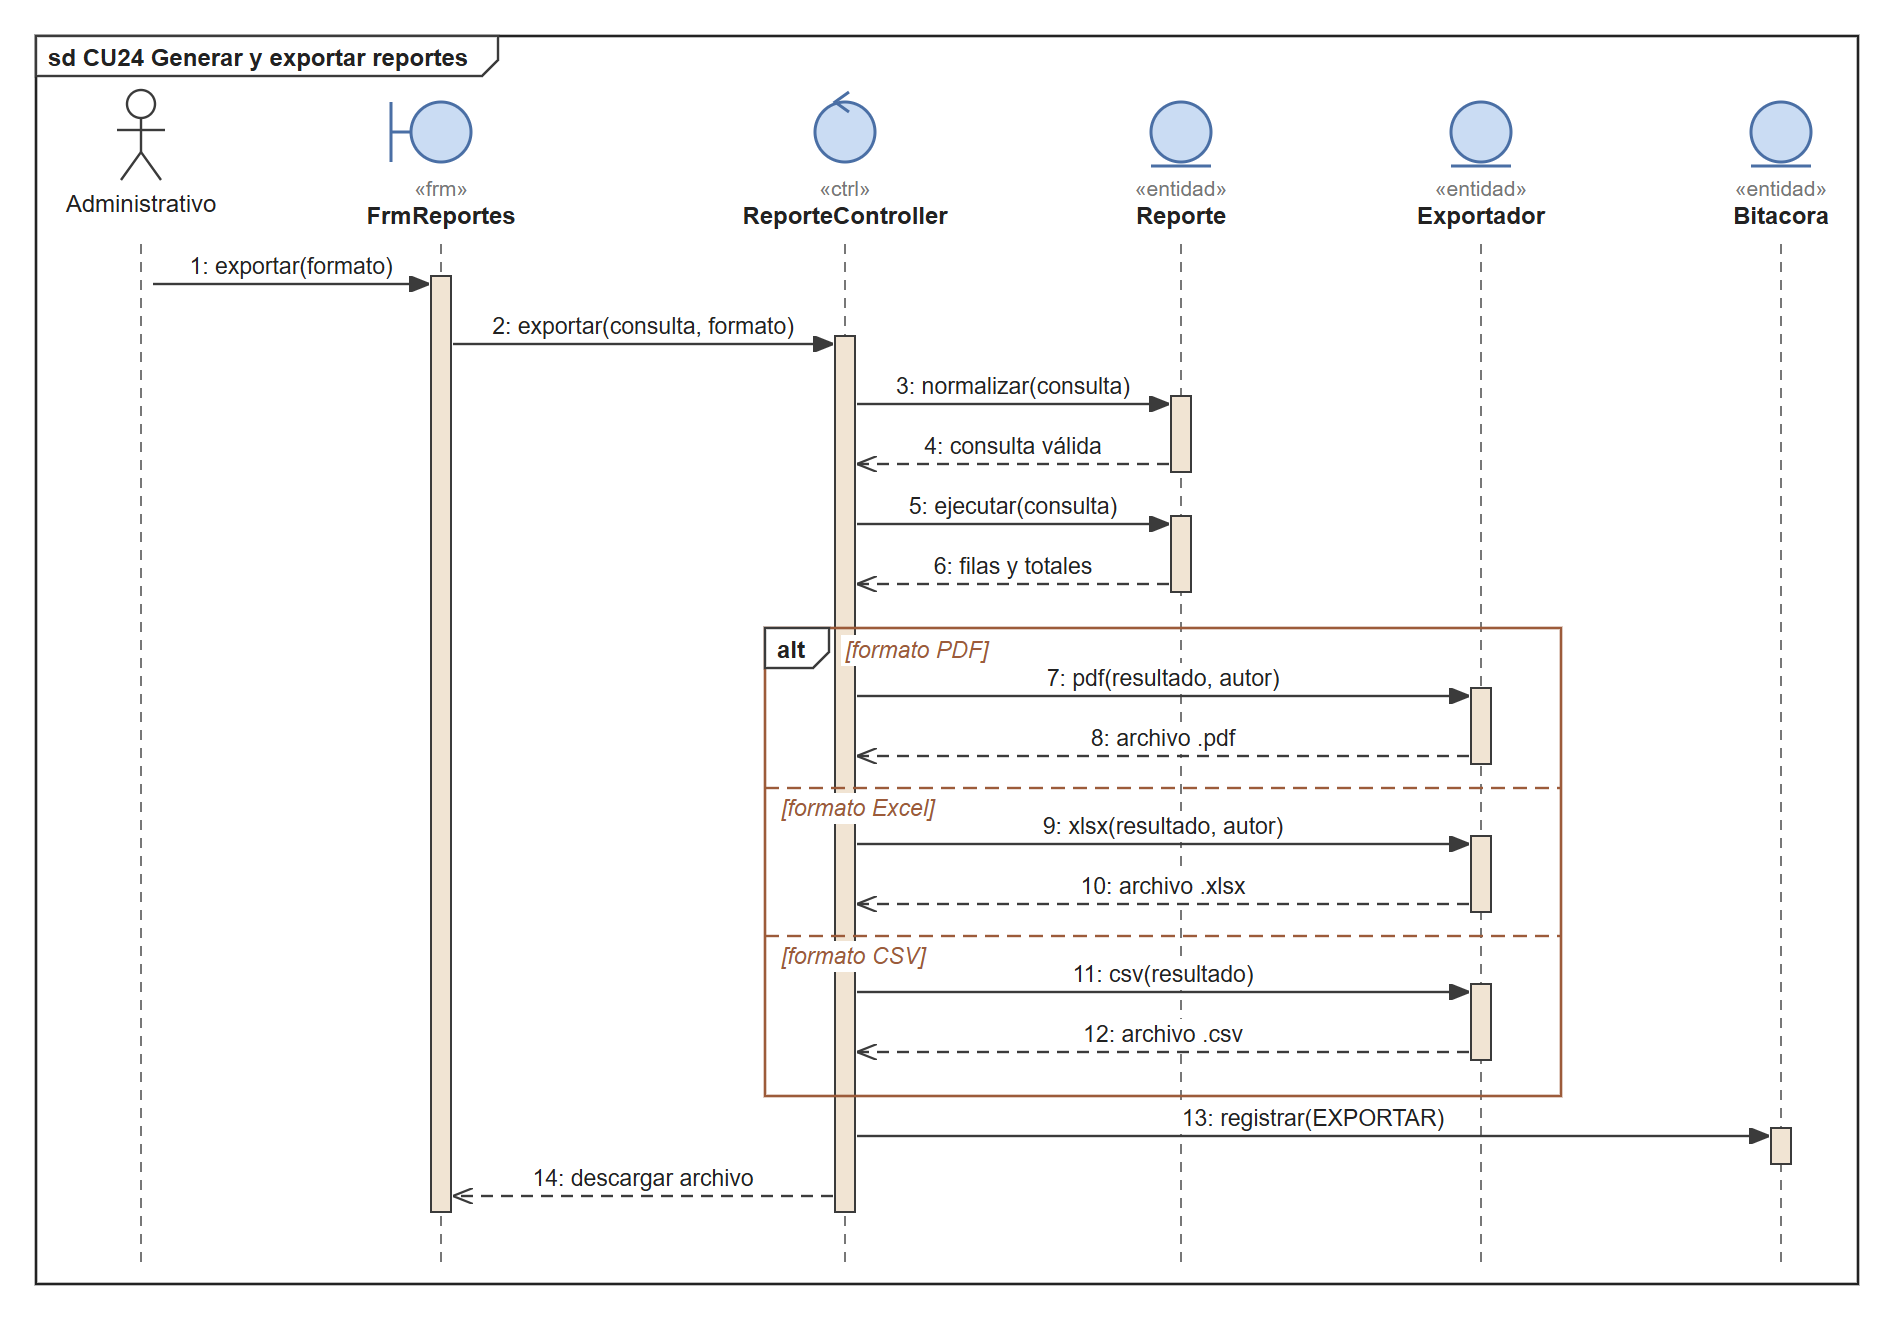 sd CU24 Generar y exportar reportes
Administrativo
«frm»
FrmReportes
«ctrl»
ReporteController
«entidad»
Reporte
«entidad»
Exportador
«entidad»
Bitacora
1: exportar(formato)
2: exportar(consulta, formato)
3: normalizar(consulta)
4: consulta válida
5: ejecutar(consulta)
6: filas y totales
alt
[formato PDF]
7: pdf(resultado, autor)
8: archivo .pdf
[formato Excel]
9: xlsx(resultado, autor)
10: archivo .xlsx
[formato CSV]
11: csv(resultado)
12: archivo .csv
13: registrar(EXPORTAR)
14: descargar archivo